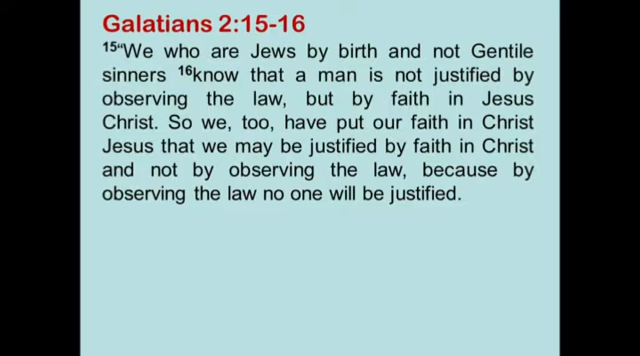 Galatians 2:15-16
15“We who are Jews by birth and not Gentile
sinners 16know that a man is not justified by
observing the law, but by faith in Jesus
Christ. So we, too, have put our faith in Christ
Jesus that we may be justified by faith in Christ
and not by observing the law, because by
observing the law no one will be justified.